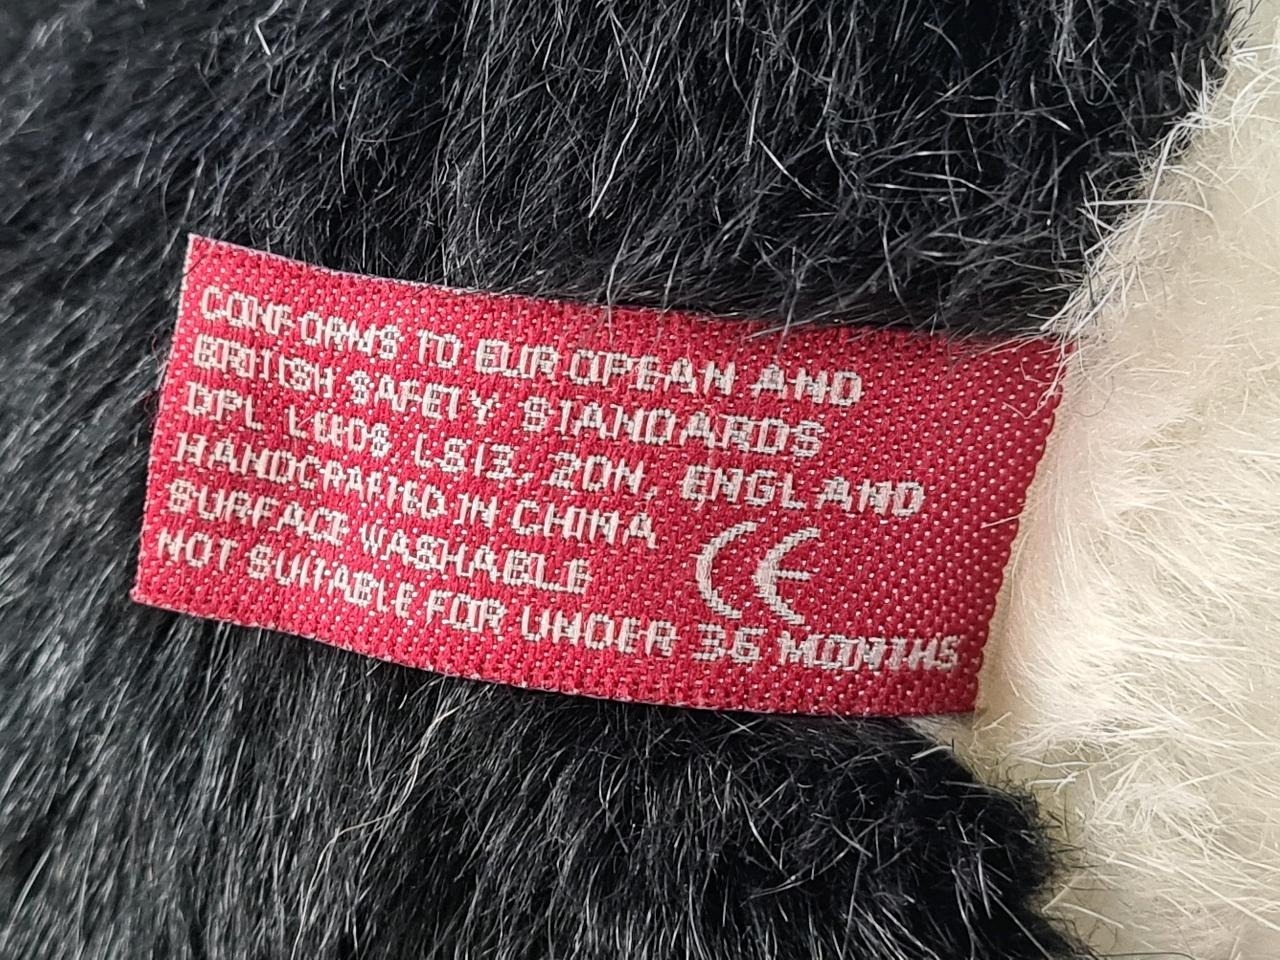 CONFORMS TO EUROPEAN AND
BRITISH SAFETY STANDARDS
DPL LEEDS LS13, 2DN, ENGLAND
HANDCRAFTED IN CHINA
SURFACE WASHABLE
CE
NOT SUITABLE FOR UNDER 36 MONTHS